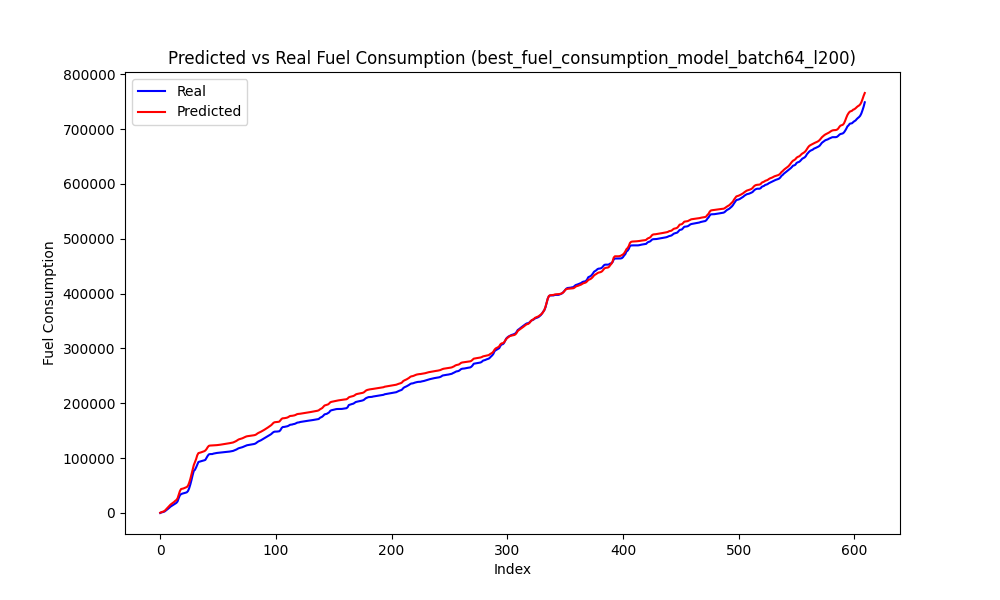 Predicted vs Real Fuel Consumption (best_fuel_consumption_model_batch64_l200)
800000
700000
600000
500000
400000
300000
200000
100000
0
Fuel Consumption
Real
Predicted
0 100 200 300 400 500 600
Index